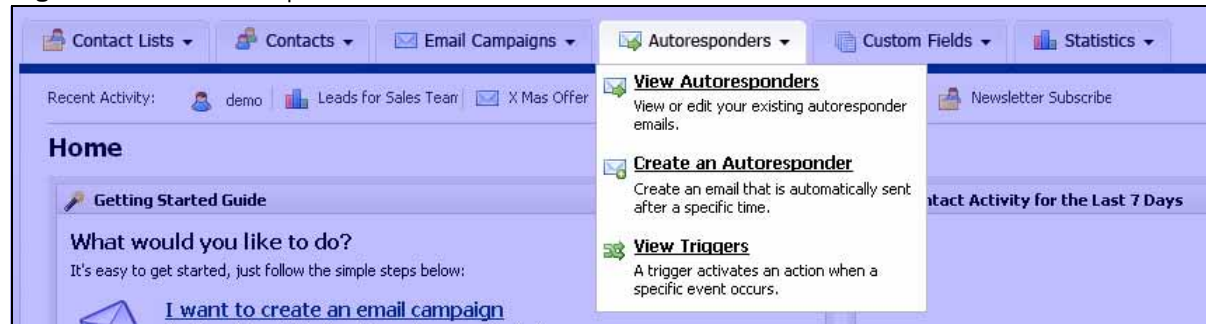 Contact Lists
Contacts
Email Campaigns
Autoresponders
Custom Fields
Statistics
Recent Activity:
demo
Leads for Sales Tean
X Mas Offer
Newsletter Subscribe
View Autoresponders
View or edit your existing autoresponder
emails.
Create an Autoresponder
Create an email that is automatically sent
after a specific time.
View Triggers
A trigger activates an action when a
specific event occurs.
Home
Getting Started Guide
What would you like to do?
It's easy to get started, just follow the simple steps below:
I want to create an email campaign
ntact Activity for the Last 7 Days